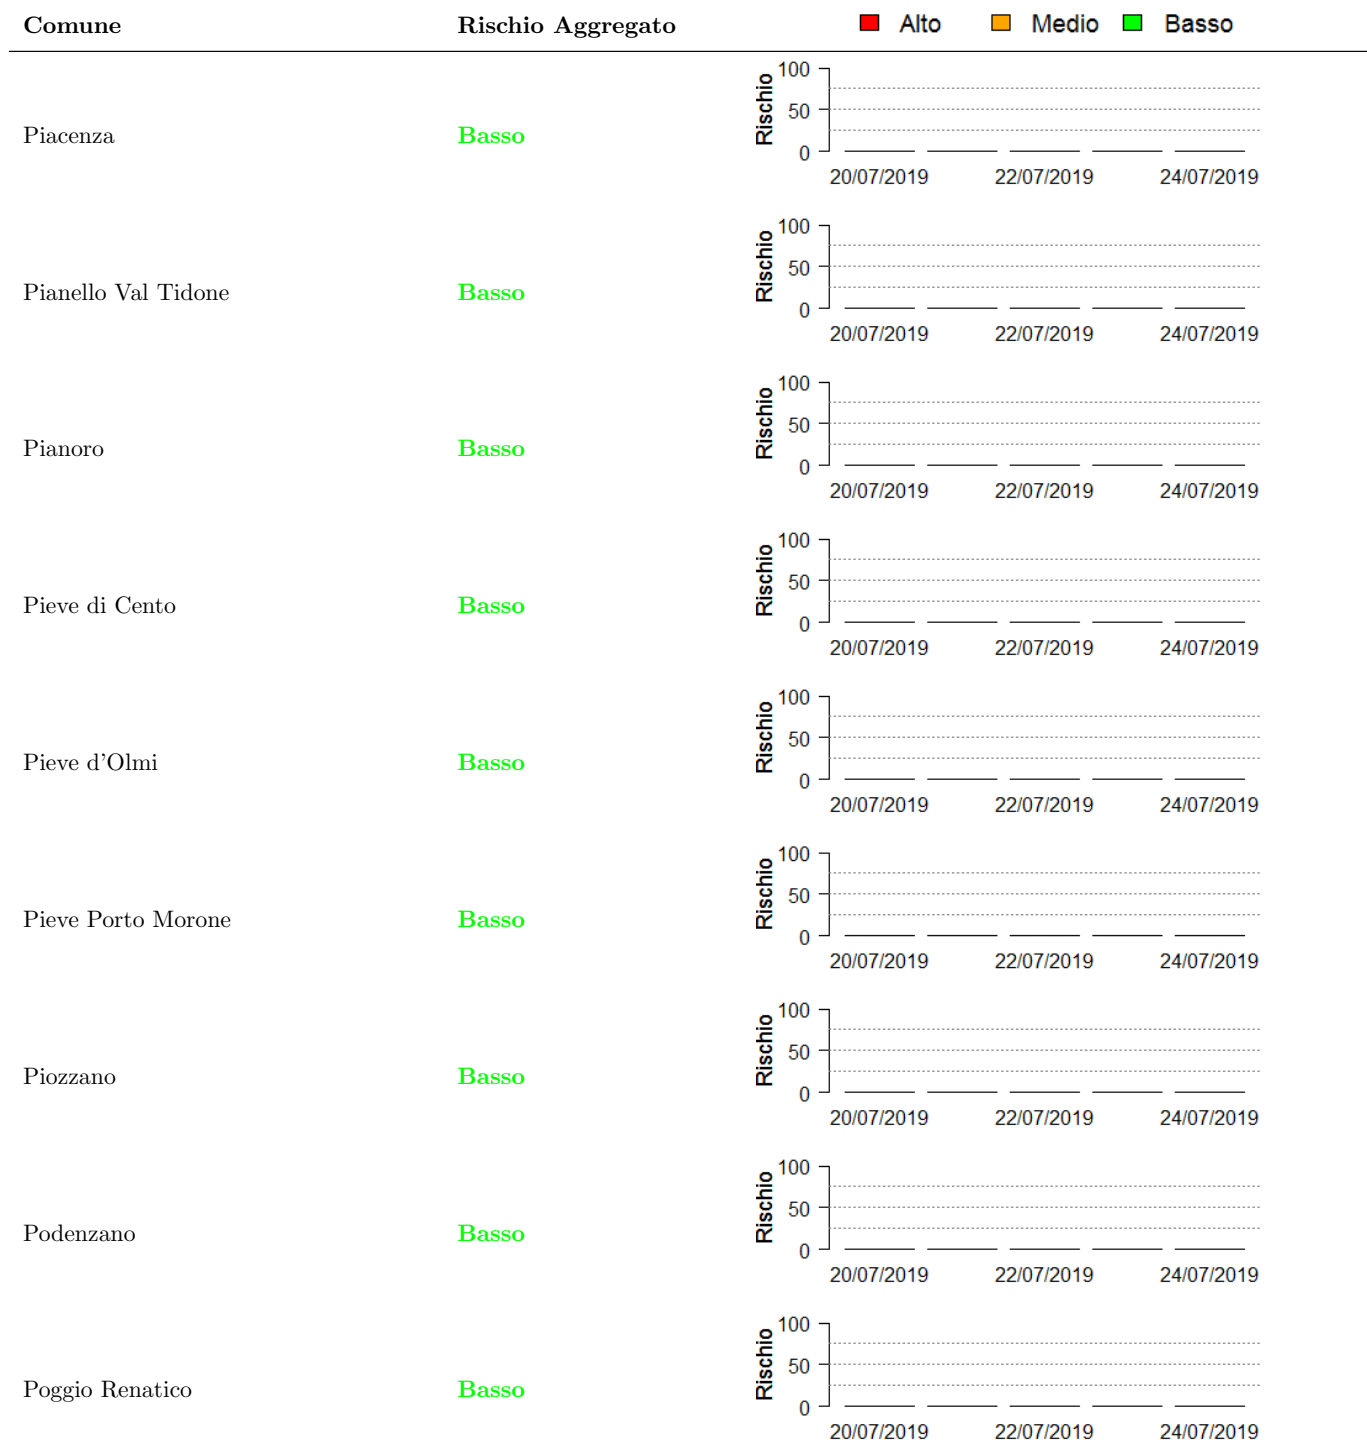 Comune Rischio Aggregato Alto Medio Basso
100
50
0
Rischio
Piacenza Basso
20/07/2019 22/07/2019 24/07/2019
100
50
0
Rischio
Pianello Val Tidone Basso
20/07/2019 22/07/2019 24/07/2019
100
50
0
Rischio
Pianoro Basso
20/07/2019 22/07/2019 24/07/2019
100
50
0
Rischio
Pieve di Cento Basso
20/07/2019 22/07/2019 24/07/2019
100
50
0
Rischio
Pieve d'Olmi Basso
20/07/2019 22/07/2019 24/07/2019
100
50
0
Rischio
Pieve Porto Morone Basso
20/07/2019 22/07/2019 24/07/2019
100
50
0
Rischio
Piozzano Basso
20/07/2019 22/07/2019 24/07/2019
100
50
0
Rischio
Podenzano Basso
20/07/2019 22/07/2019 24/07/2019
100
50
0
Rischio
Poggio Renatico Basso
20/07/2019 22/07/2019 24/07/2019